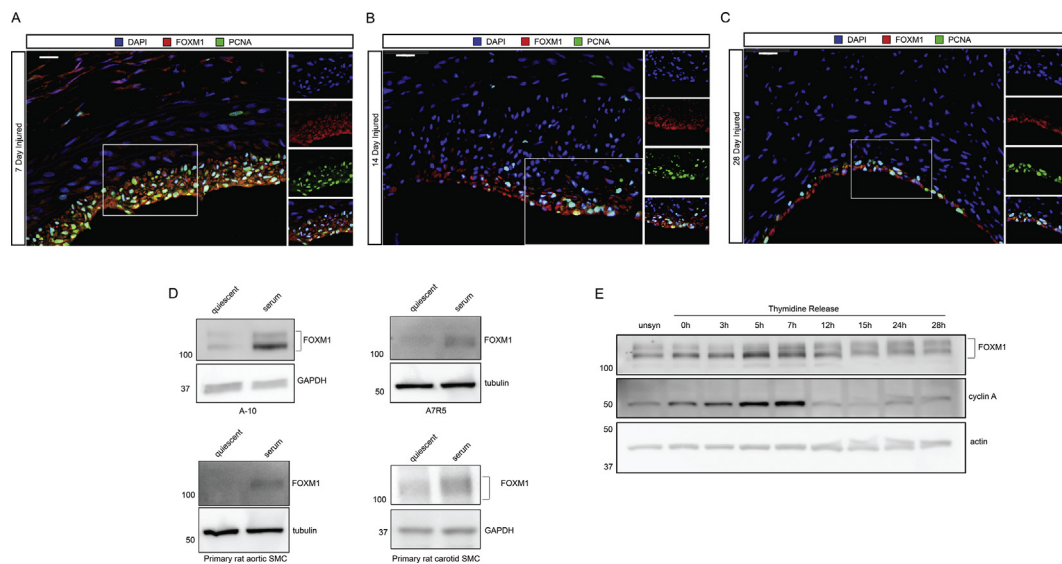 A
DAPI FOXM1 PCNA
7 Day Injured
B
DAPI FOXM1 PCNA
14 Day Injured
C
DAPI FOXM1 PCNA
28 Day Injured
D
quiescent serum
100
FOXM1
37
GAPDH
A-10
quiescent serum
100
FOXM1
50
tubulin
A7R5
quiescent serum
100
FOXM1
50
tubulin
Primary rat aortic SMC
quiescent serum
100
FOXM1
37
GAPDH
Primary rat carotid SMC
E
Thymidine Release
unsyn 0h 3h 5h 7h 12h 15h 24h 28h
FOXM1
100
50
cyclin A
50
actin
37